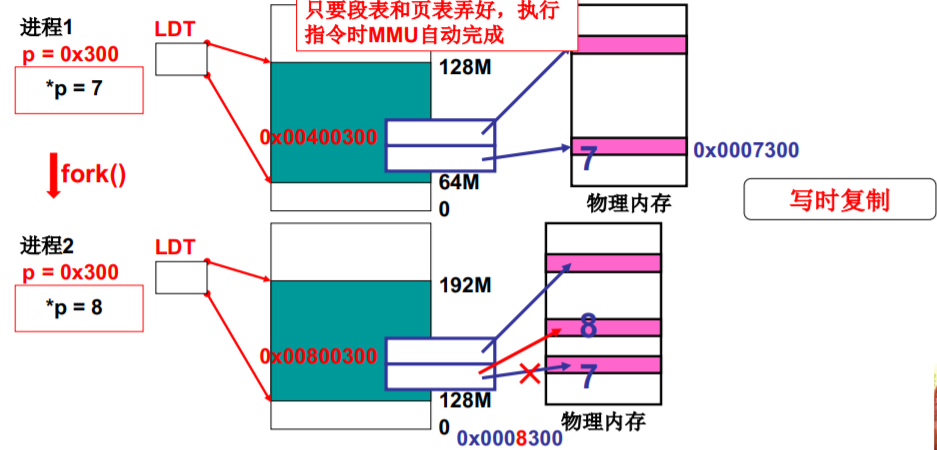 只要段表和页表弄好，执行
指令时MMU自动完成
进程1
LDT
p = 0x300
*p = 7
128M
0x00400300
7
0x0007300
64M
0
物理内存
fork()
写时复制
进程2
LDT
p = 0x300
*p = 8
192M
8
0x00800300
7
128M
0
物理内存
0x0008300